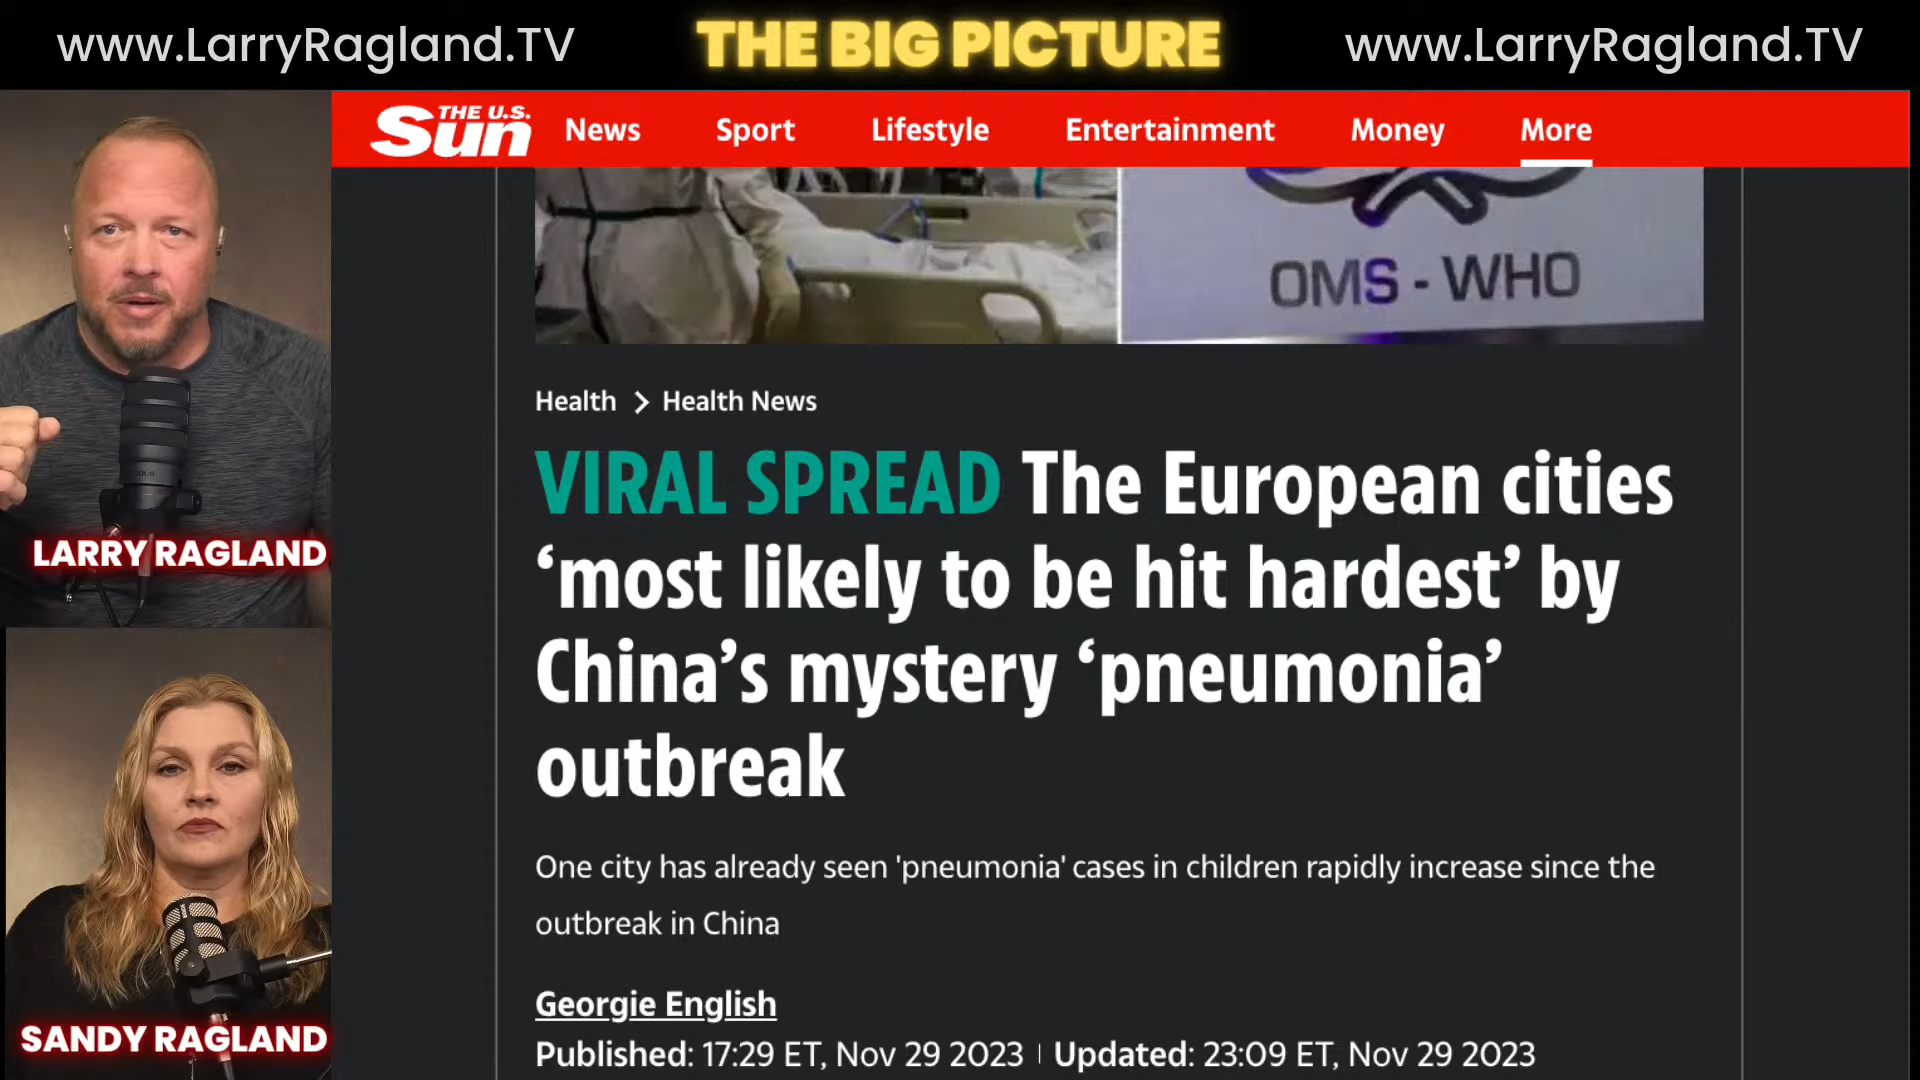 www.LarryRagland.TV
THE BIG PICTURE
www.LarryRagland.TV
THE U.S.
Sun
News
Sport
Lifestyle
Entertainment
Money
More
OMS - WHO
Health > Health News
VIRAL SPREAD The European cities
‘most likely to be hit hardest’ by
China’s mystery ‘pneumonia’
outbreak
One city has already seen 'pneumonia' cases in children rapidly increase since the
outbreak in China
Georgie English
Published: 17:29 ET, Nov 29 2023 | Updated: 23:09 ET, Nov 29 2023
LARRY RAGLAND
SANDY RAGLAND